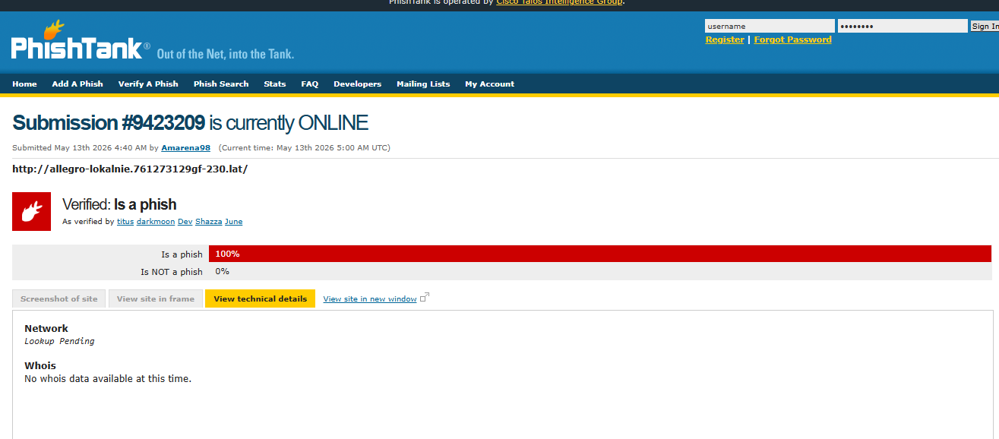 PhishTank is operated by Cisco Talos Intelligence Group.
username
••••••••
Sign In
Register | Forgot Password
PhishTank® Out of the Net, into the Tank.
Home Add A Phish Verify A Phish Phish Search Stats FAQ Developers Mailing Lists My Account
Submission #9423209 is currently ONLINE
Submitted May 13th 2026 4:40 AM by Amarena98 (Current time: May 13th 2026 5:00 AM UTC)
http://allegro-lokalnie.761273129gf-230.lat/
Verified: Is a phish
As verified by titus darkmoon Dev Shazza June
Is a phish 100%
Is NOT a phish 0%
Screenshot of site View site in frame View technical details View site in new window
Network
Lookup Pending
Whois
No whois data available at this time.